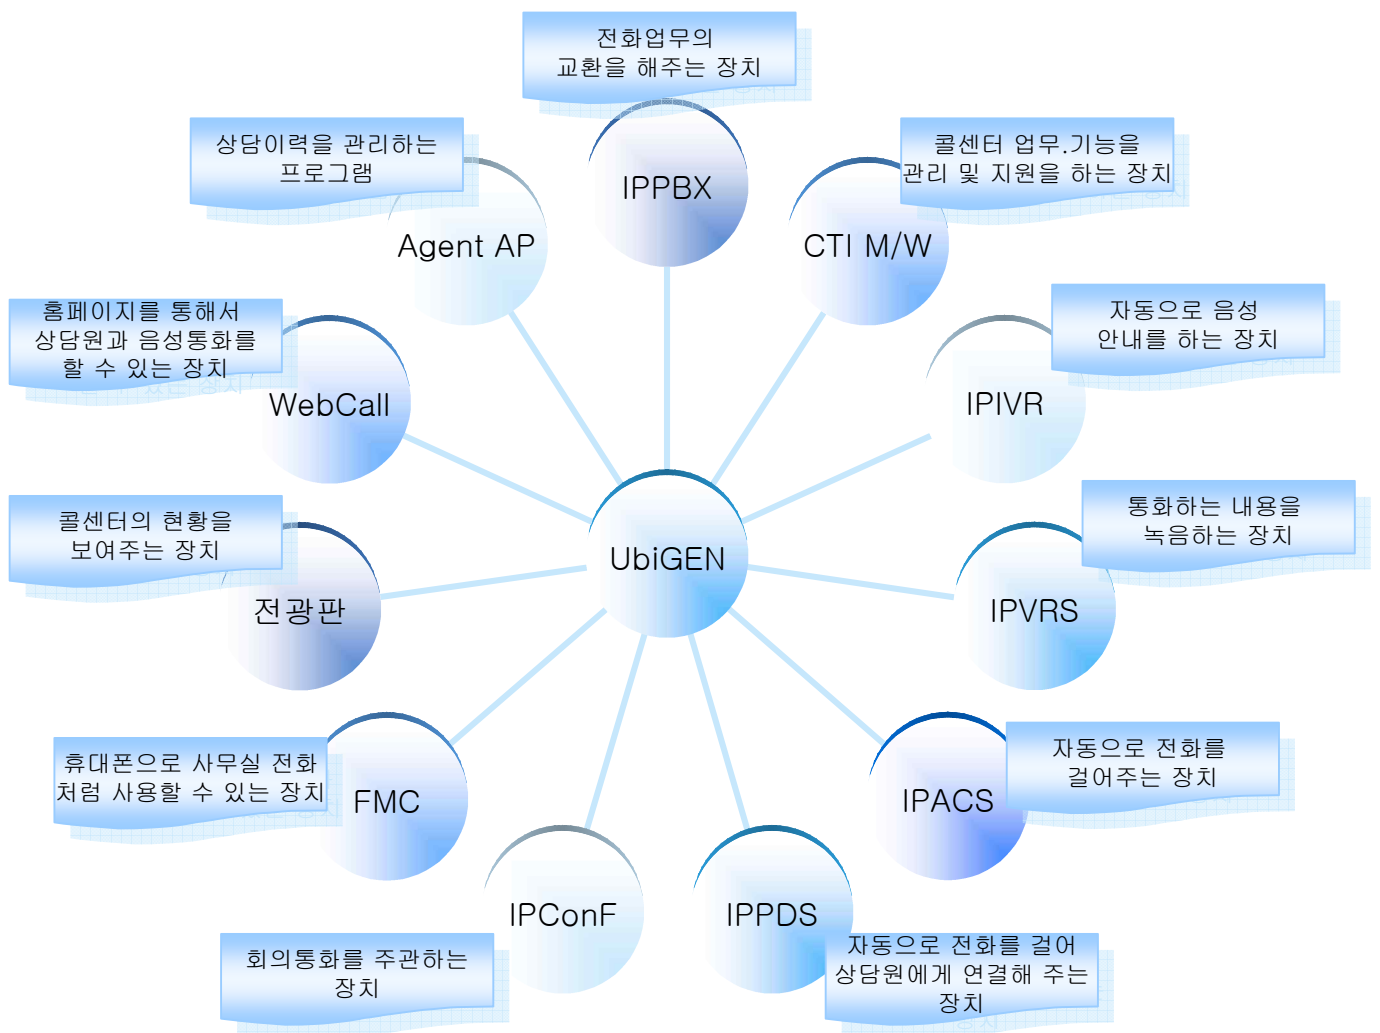 전화업무의
교환을 해주는 장치
IPPBX
상담이력을 관리하는
프로그램
Agent AP
콜센터 업무.기능을
관리 및 지원을 하는 장치
CTI M/W
홈페이지를 통해서
상담원과 음성통화를
할 수 있는 장치
WebCall
자동으로 음성
안내를 하는 장치
IPIVR
콜센터의 현황을
보여주는 장치
전광판
UbiGEN
통화하는 내용을
녹음하는 장치
IPVRS
휴대폰으로 사무실 전화
처럼 사용할 수 있는 장치
FMC
자동으로 전화를
걸어주는 장치
IPACS
회의통화를 주관하는
장치
IPConF
IPPDS
자동으로 전화를 걸어
상담원에게 연결해 주는
장치